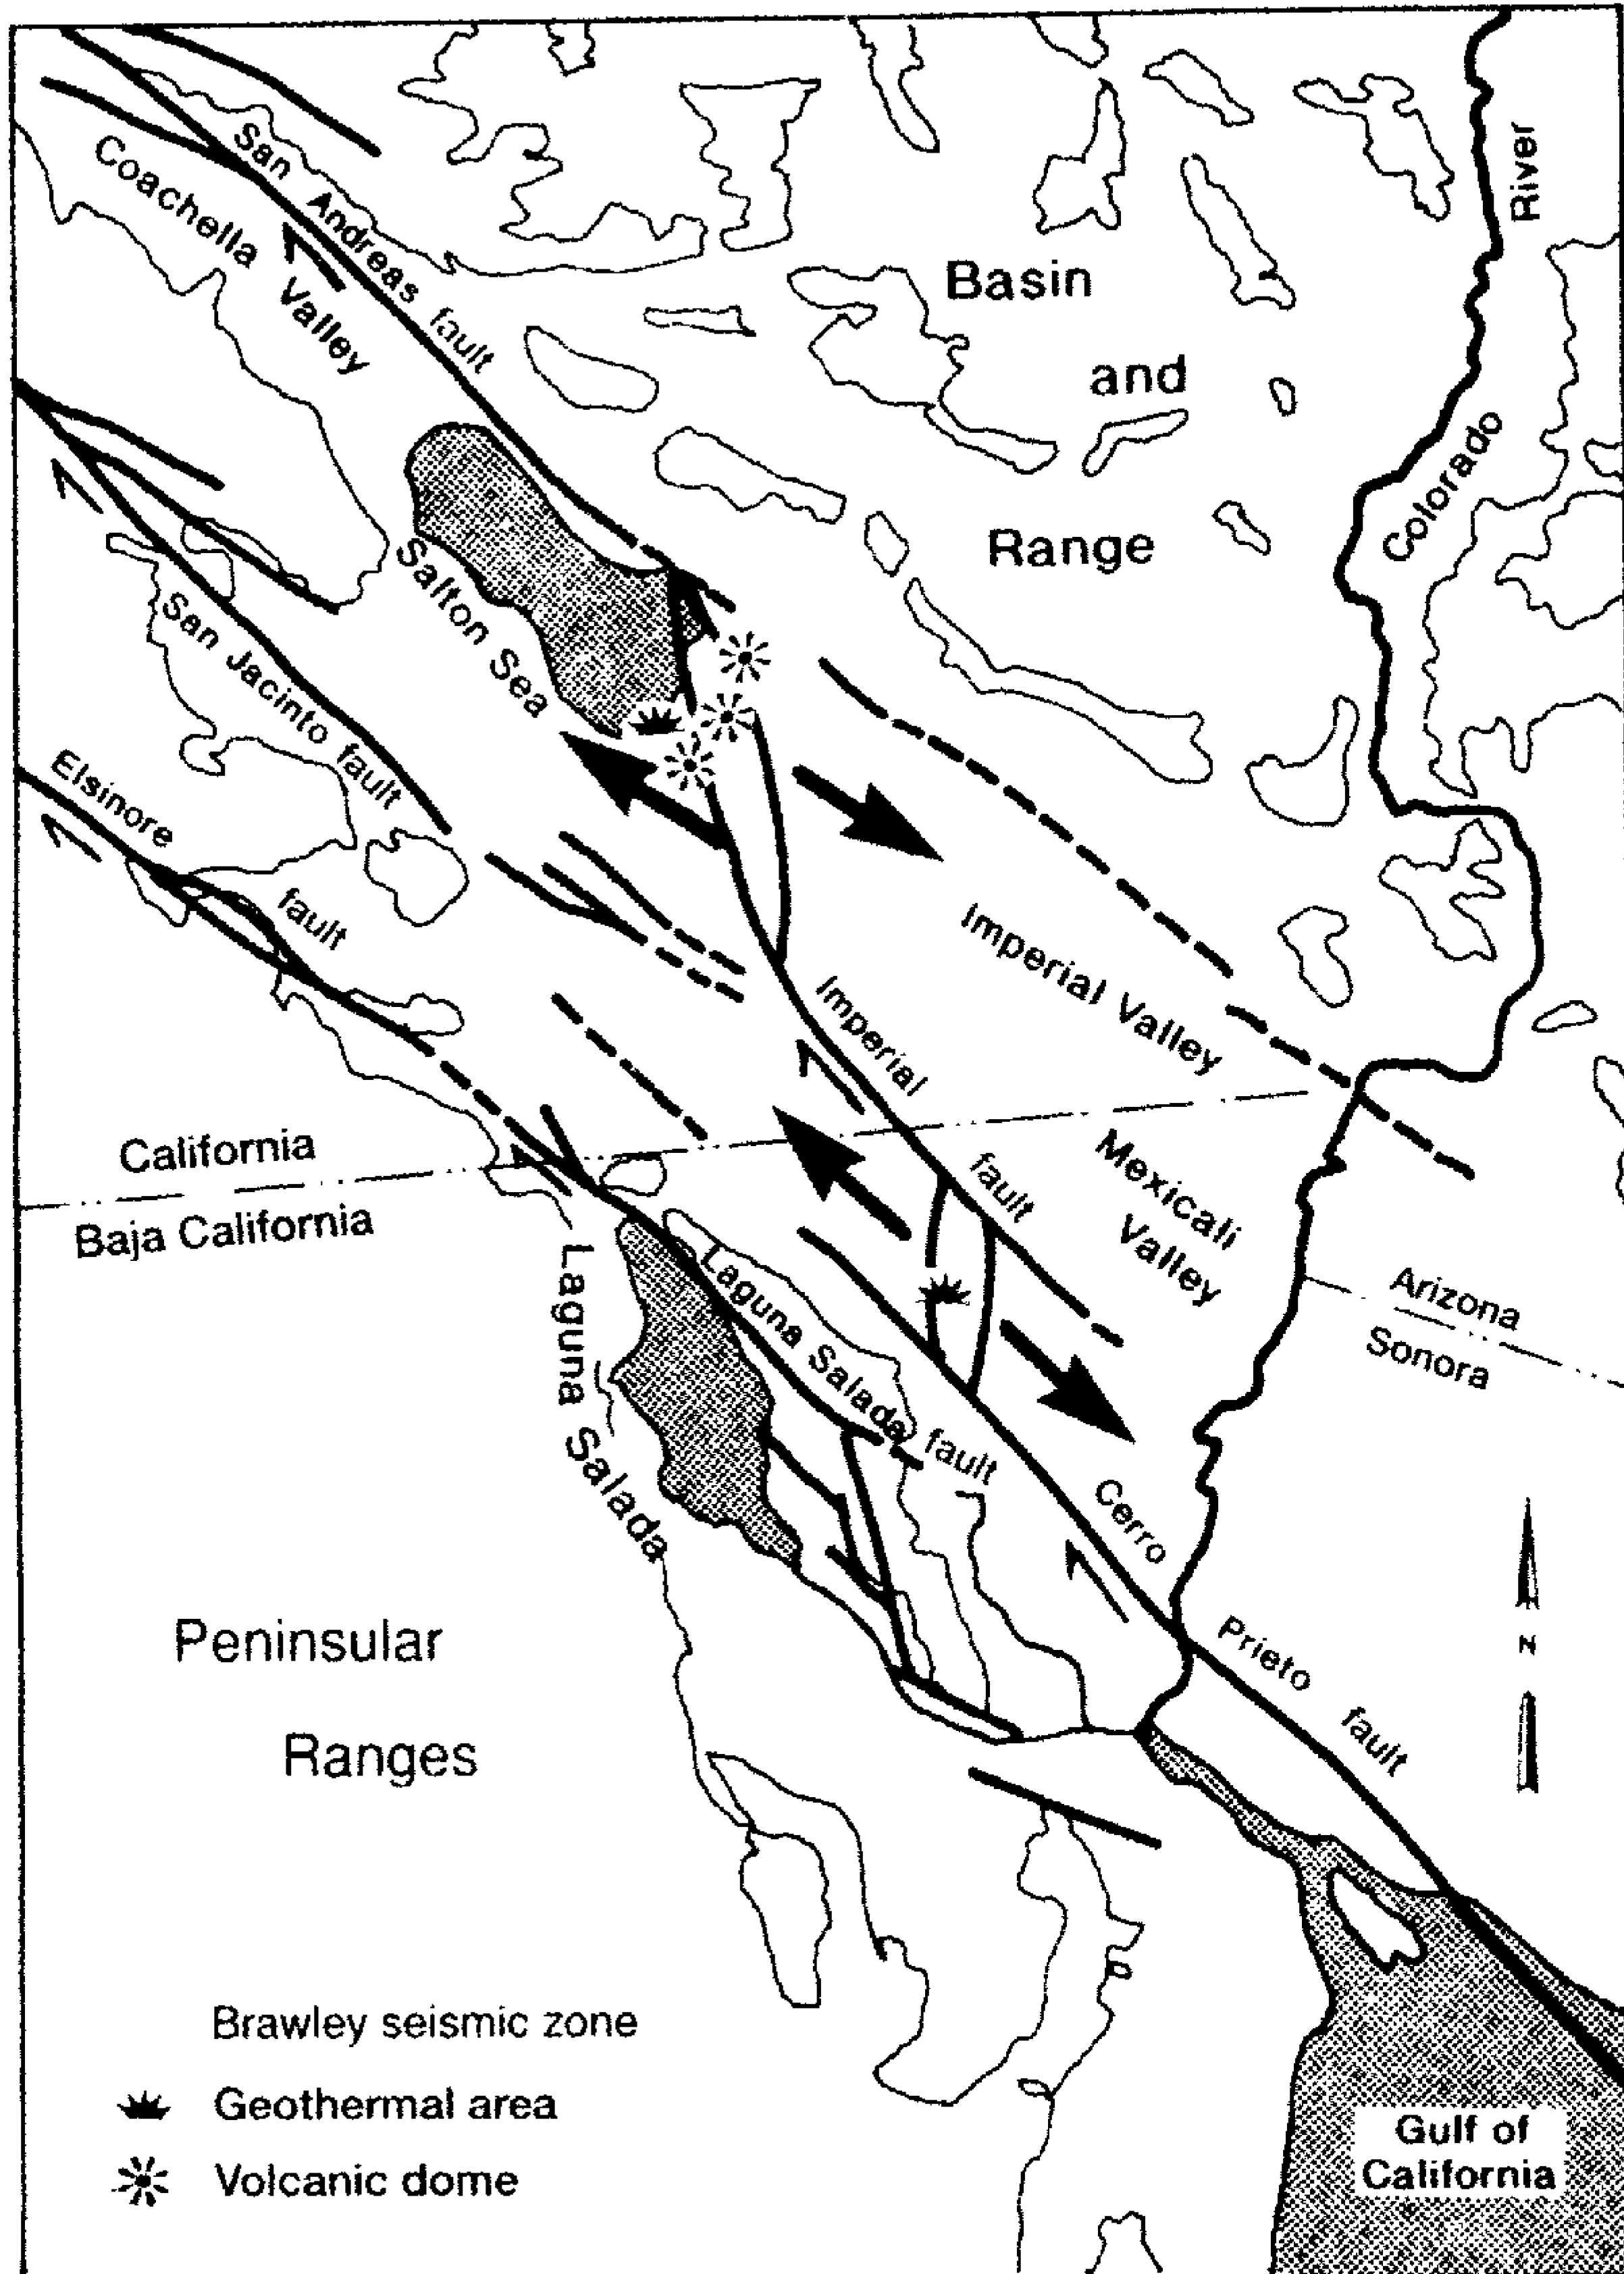 San Andreas fault
Coachella Valley
Basin
and
Range
River
Colorado
Salton Sea
San Jacinto fault
Elsinore
fault
Imperial Valley
Imperial
fault
California
Baja California
Mexicali
Valley
Arizona
Sonora
Laguna Salada
Laguna Salada fault
Cerro
Prieto
fault
N
Peninsular
Ranges
Brawley seismic zone
Geothermal area
Volcanic dome
Gulf of
California